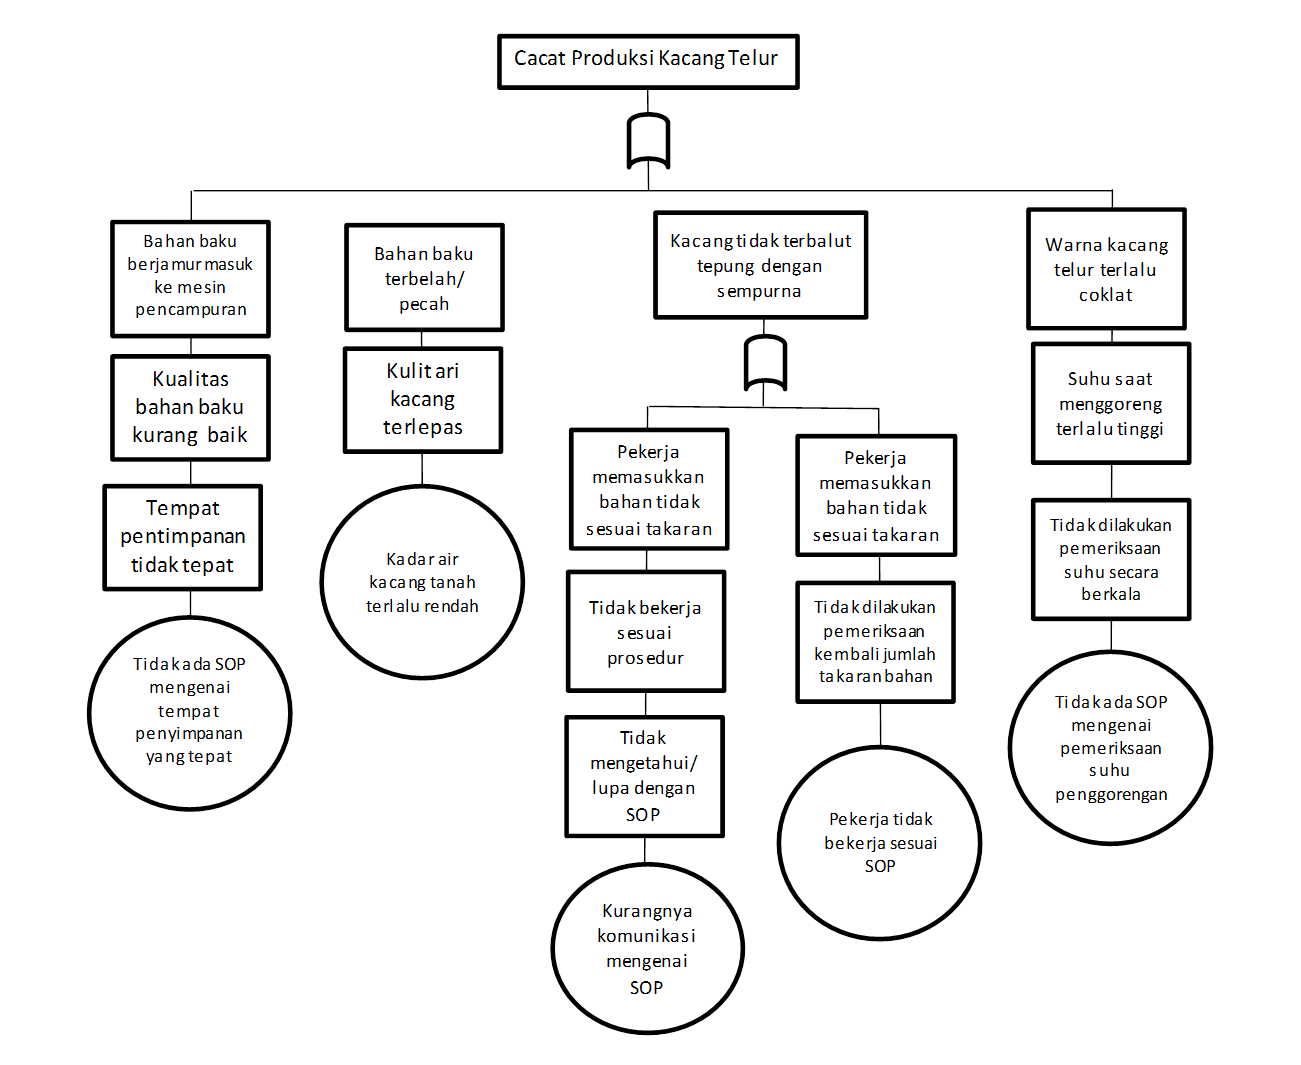 Cacat Produksi Kacang Telur
Bahan baku
berjamur masuk
ke mesin
pencampuran
Kualitas
bahan baku
kurang baik
Tempat
pentimpanan
tidak tepat
Tidak ada SOP
mengenai
tempat
penyimpanan
yang tepat
Bahan baku
terbelah/
pecah
Kulit ari
kacang
terlepas
Kadar air
kacang tanah
terlalu rendah
Kacang tidak terbalut
tepung dengan
sempurna
Pekerja
memasukkan
bahan tidak
sesuai takaran
Tidak bekerja
sesuai
prosedur
Tidak
mengetahui/
lupa dengan
SOP
Kurangnya
komunikasi
mengenai
SOP
Pekerja
memasukkan
bahan tidak
sesuai takaran
Tidak dilakukan
pemeriksaan
kembali jumlah
takaran bahan
Pekerja tidak
bekerja sesuai
SOP
Warna kacang
telur terlalu
coklat
Suhu saat
menggoreng
terlalu tinggi
Tidak dilakukan
pemeriksaan
suhu secara
berkala
Tidak ada SOP
mengenai
pemeriksaan
suhu
penggorengan